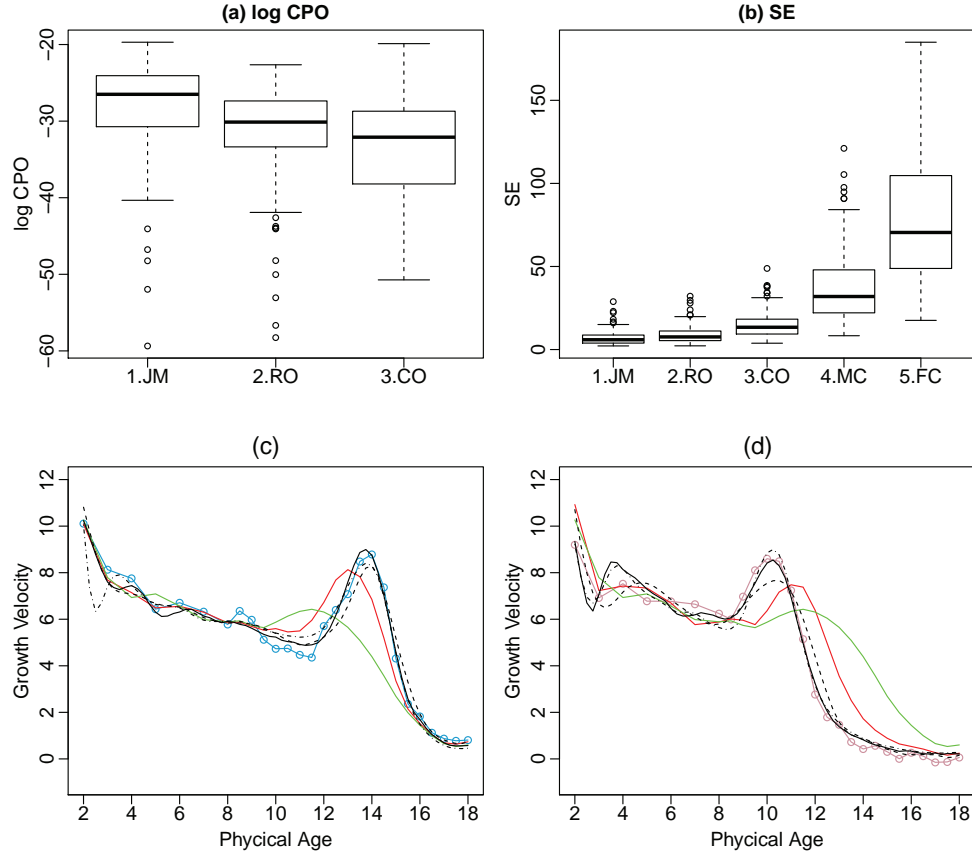 (a) log CPO
(b) SE
log CPO
−20
−30
−40
−50
−60
1.JM 2.RO 3.CO
SE
150
100
50
0
1.JM 2.RO 3.CO 4.MC 5.FC
(c)
(d)
Growth Velocity
12
10
8
6
4
2
0
2 4 6 8 10 12 14 16 18
Phycical Age
Growth Velocity
12
10
8
6
4
2
0
2 4 6 8 10 12 14 16 18
Phycical Age